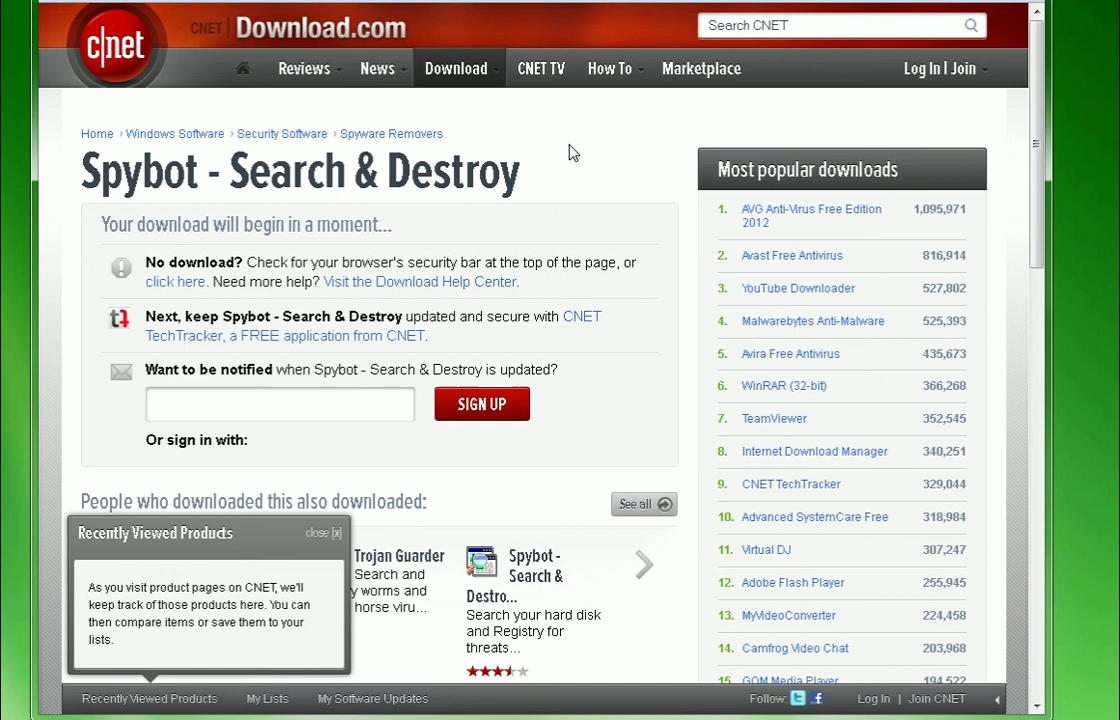 c|net
CNET Download.com
Search CNET
Reviews News Download CNET TV How To Marketplace Log In | Join
Home › Windows Software › Security Software › Spyware Removers
Spybot - Search & Destroy
Your download will begin in a moment...
No download? Check for your browser's security bar at the top of the page, or
click here. Need more help? Visit the Download Help Center.
Next, keep Spybot - Search & Destroy updated and secure with CNET
TechTracker, a FREE application from CNET.
Want to be notified when Spybot - Search & Destroy is updated?
SIGN UP
Or sign in with:
People who downloaded this also downloaded:
See all
Trojan Guarder
Search and
y worms and
horse viru...
Spybot -
Search &
Destro...
Search your hard disk
and Registry for
threats...
Recently Viewed Products close [x]
As you visit product pages on CNET, we'll
keep track of those products here. You can
then compare items or save them to your
lists.
Most popular downloads
1. AVG Anti-Virus Free Edition 1,095,971
2012
2. Avast Free Antivirus 816,914
3. YouTube Downloader 527,802
4. Malwarebytes Anti-Malware 525,393
5. Avira Free Antivirus 435,673
6. WinRAR (32-bit) 366,268
7. TeamViewer 352,545
8. Internet Download Manager 340,251
9. CNET TechTracker 329,044
10. Advanced SystemCare Free 318,984
11. Virtual DJ 307,247
12. Adobe Flash Player 255,945
13. MyVideoConverter 224,458
14. Camfrog Video Chat 203,968
15. GOM Media Player 194,522
Recently Viewed Products My Lists My Software Updates Follow: Log In | Join CNET